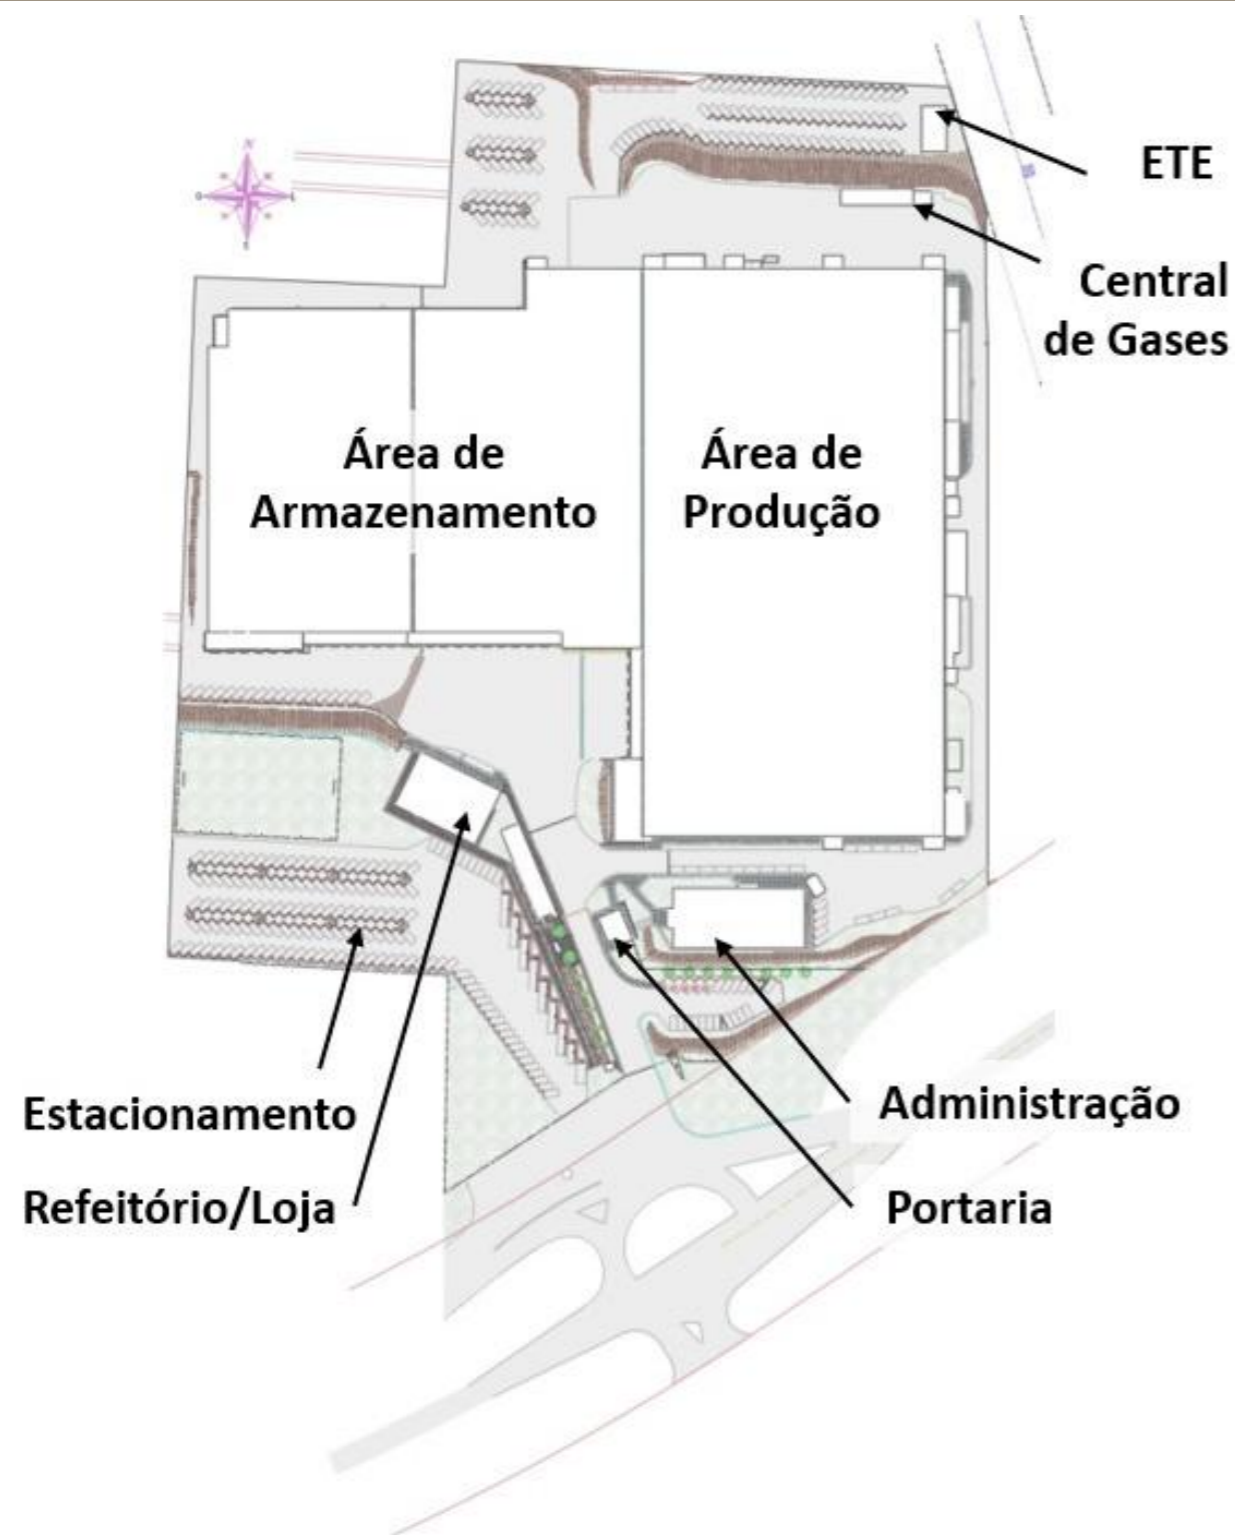 N
ETE
Central
de Gases
Área de
Armazenamento
Área de
Produção
Estacionamento
Refeitório/Loja
Administração
Portaria